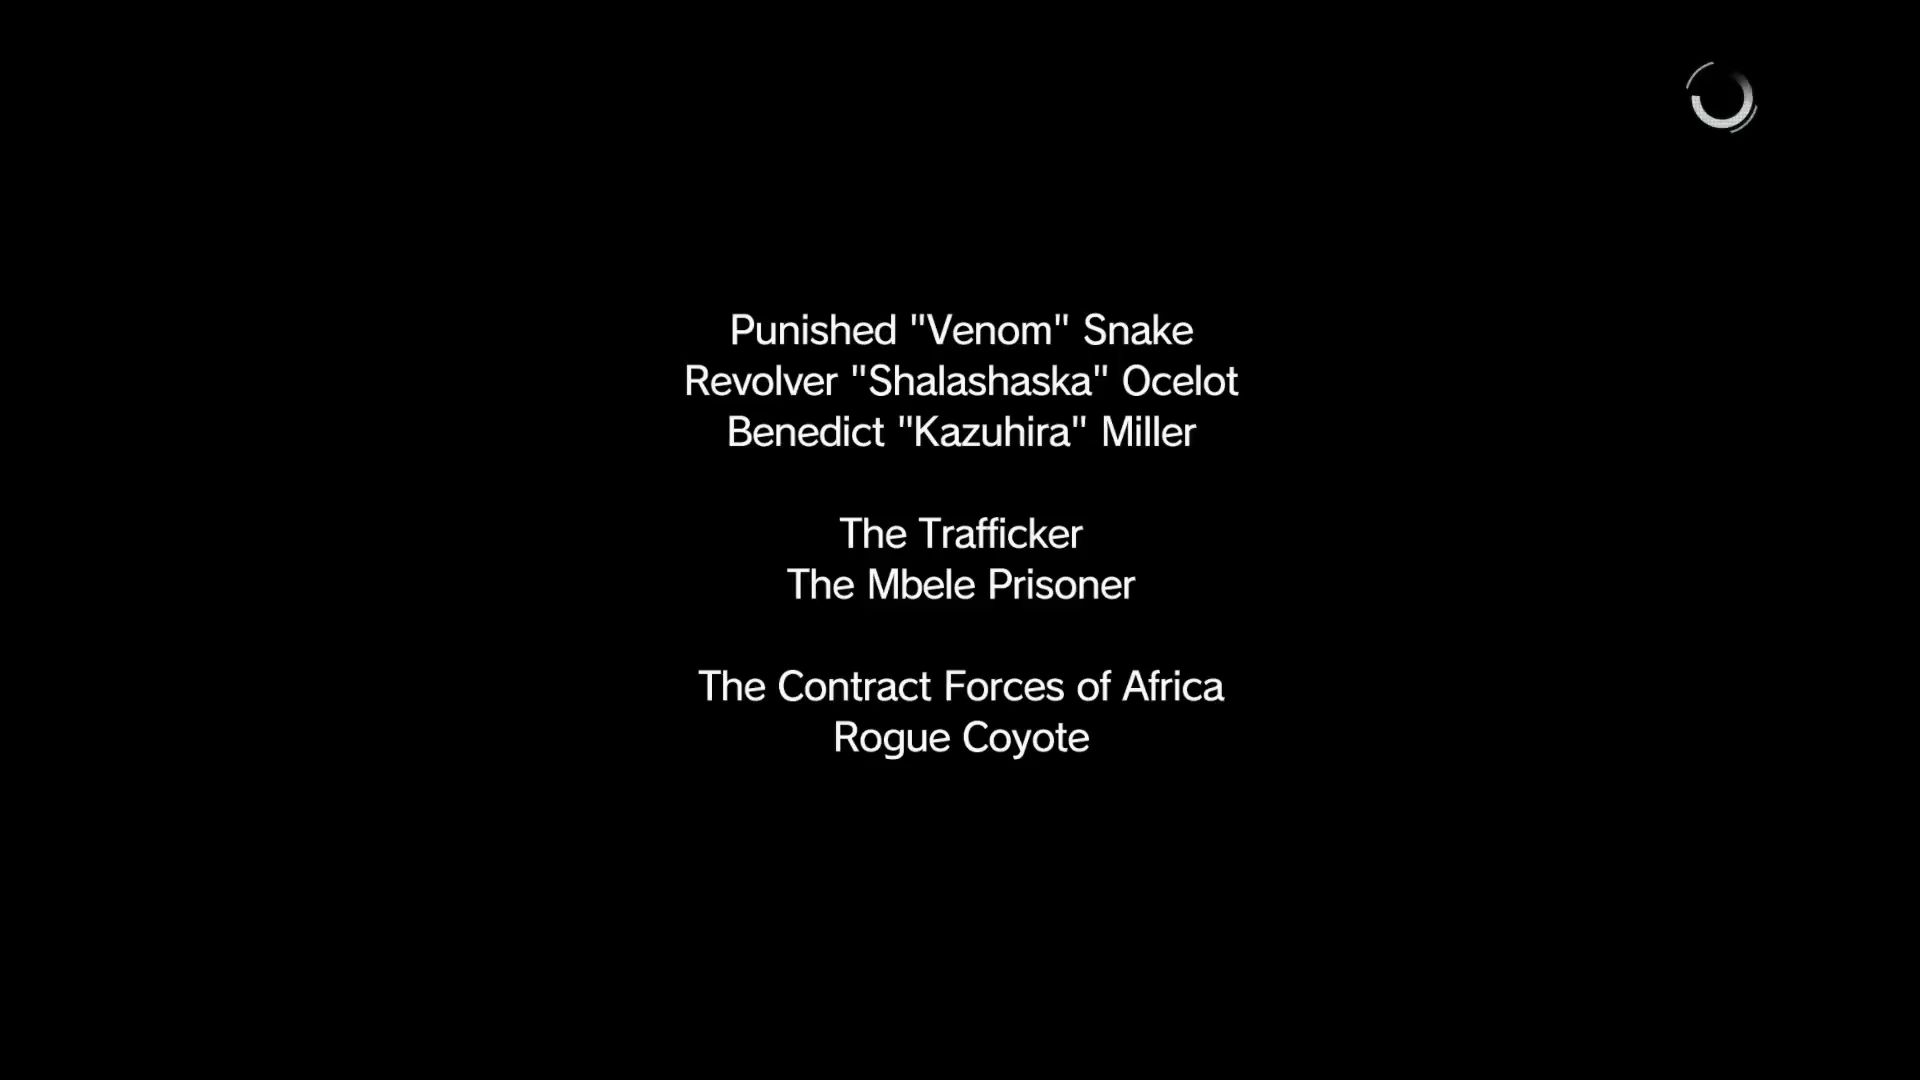 Punished "Venom" Snake
Revolver "Shalashaska" Ocelot
Benedict "Kazuhira" Miller
The Trafficker
The Mbele Prisoner
The Contract Forces of Africa
Rogue Coyote